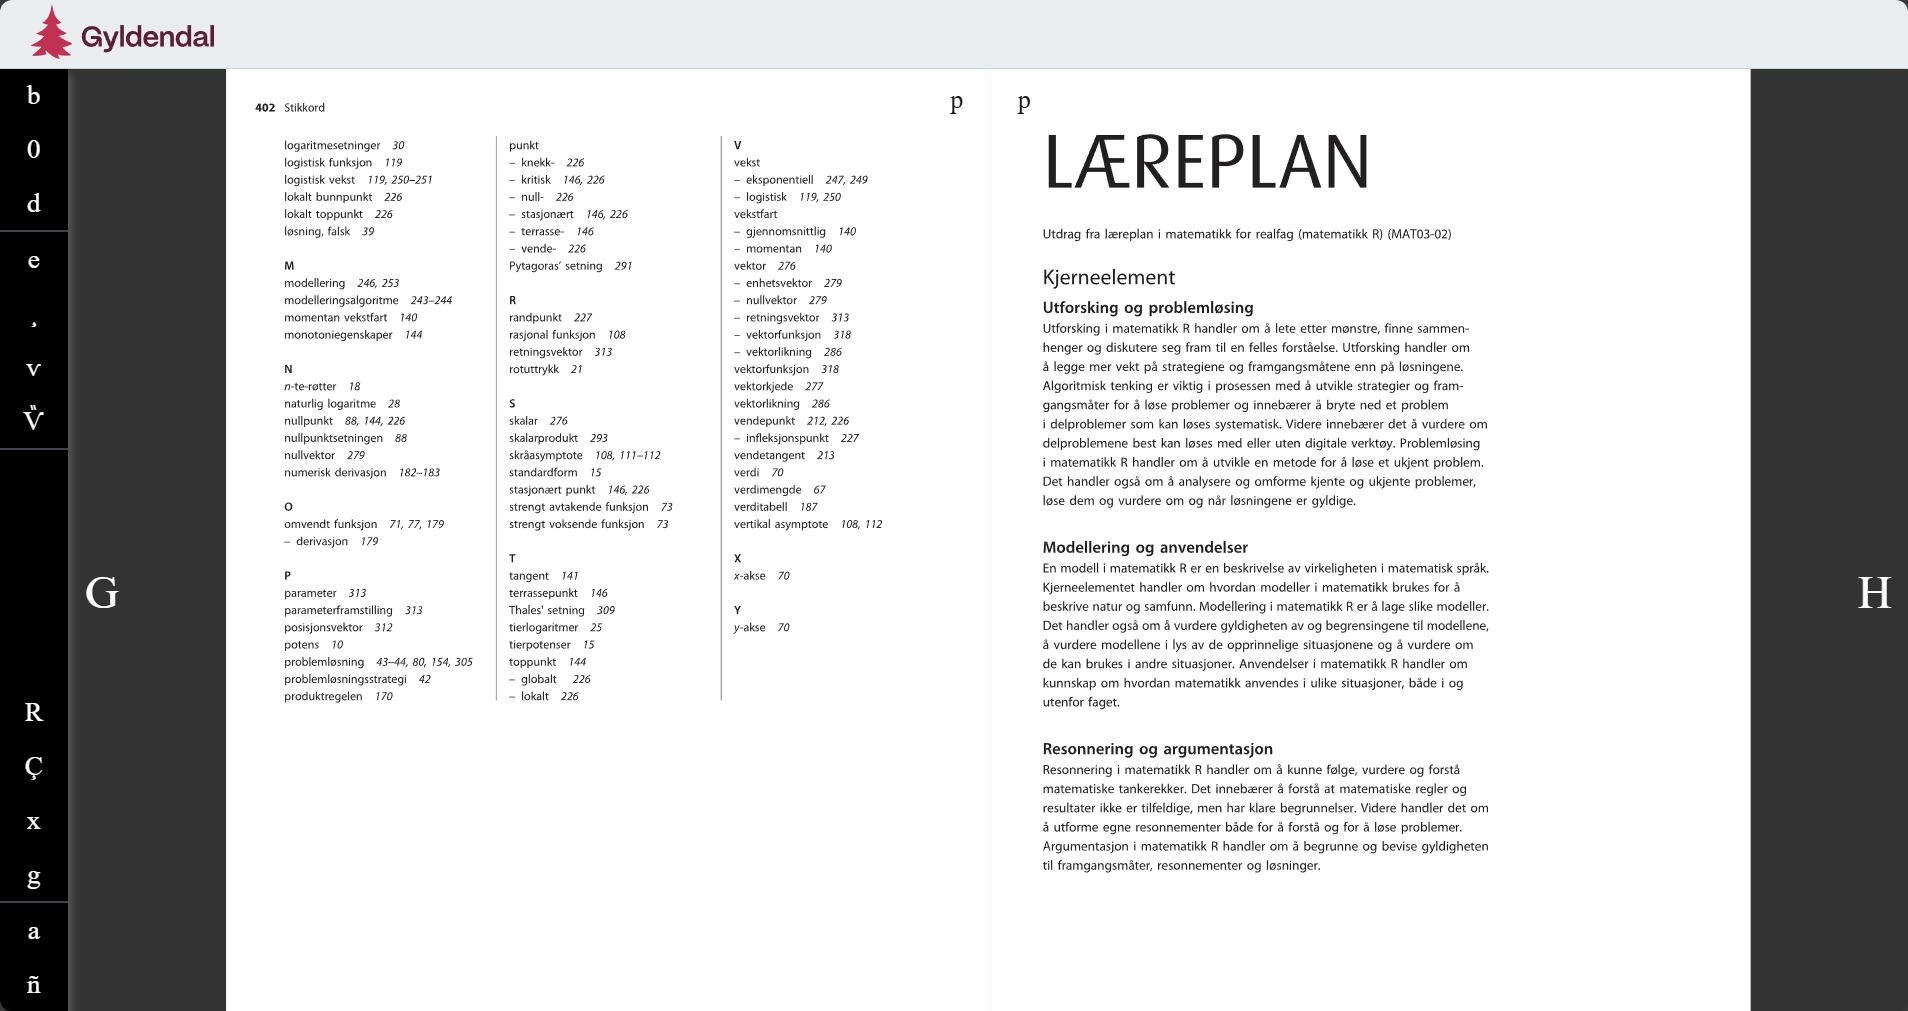 Gyldendal
b
0
d
e
¸
v
R
Ç
x
g
a
ñ
G
402 Stikkord
p
logaritmesetninger 30
logistisk funksjon 119
logistisk vekst 119, 250–251
lokalt bunnpunkt 226
lokalt toppunkt 226
løsning, falsk 39
M
modellering 246, 253
modelleringsalgoritme 243–244
momentan vekstfart 140
monotoniegenskaper 144
N
n-te-røtter 18
naturlig logaritme 28
nullpunkt 88, 144, 226
nullpunktsetningen 88
nullvektor 279
numerisk derivasjon 182–183
O
omvendt funksjon 71, 77, 179
– derivasjon 179
P
parameter 313
parameterframstilling 313
posisjonsvektor 312
potens 10
problemløsning 43–44, 80, 154, 305
problemløsningsstrategi 42
produktregelen 170
punkt
– knekk- 226
– kritisk 146, 226
– null- 226
– stasjonært 146, 226
– terrasse- 146
– vende- 226
Pytagoras’ setning 291
R
randpunkt 227
rasjonal funksjon 108
retningsvektor 313
rotuttrykk 21
S
skalar 276
skalarprodukt 293
skråasymptote 108, 111–112
standardform 15
stasjonært punkt 146, 226
strengt avtakende funksjon 73
strengt voksende funksjon 73
T
tangent 141
terrassepunkt 146
Thales' setning 309
tierlogaritmer 25
tierpotenser 15
toppunkt 144
– globalt 226
– lokalt 226
V
vekst
– eksponentiell 247, 249
– logistisk 119, 250
vekstfart
– gjennomsnittlig 140
– momentan 140
vektor 276
– enhetsvektor 279
– nullvektor 279
– retningsvektor 313
– vektorfunksjon 318
– vektorlikning 286
vektorfunksjon 318
vektorkjede 277
vektorlikning 286
vendepunkt 212, 226
– infleksjonspunkt 227
vendetangent 213
verdi 70
verdimengde 67
verditabell 187
vertikal asymptote 108, 112
X
x-akse 70
Y
y-akse 70
p
LÆREPLAN
Utdrag fra læreplan i matematikk for realfag (matematikk R) (MAT03-02)
Kjerneelement
Utforsking og problemløsing
Utforsking i matematikk R handler om å lete etter mønstre, finne sammen-
henger og diskutere seg fram til en felles forståelse. Utforsking handler om
å legge mer vekt på strategiene og framgangsmåtene enn på løsningene.
Algoritmisk tenking er viktig i prosessen med å utvikle strategier og fram-
gangsmåter for å løse problemer og innebærer å bryte ned et problem
i delproblemer som kan løses systematisk. Videre innebærer det å vurdere om
delproblemene best kan løses med eller uten digitale verktøy. Problemløsing
i matematikk R handler om å utvikle en metode for å løse et ukjent problem.
Det handler også om å analysere og omforme kjente og ukjente problemer,
løse dem og vurdere om og når løsningene er gyldige.
Modellering og anvendelser
En modell i matematikk R er en beskrivelse av virkeligheten i matematisk språk.
Kjerneelementet handler om hvordan modeller i matematikk brukes for å
beskrive natur og samfunn. Modellering i matematikk R er å lage slike modeller.
Det handler også om å vurdere gyldigheten av og begrensingene til modellene,
å vurdere modellene i lys av de opprinnelige situasjonene og å vurdere om
de kan brukes i andre situasjoner. Anvendelser i matematikk R handler om
kunnskap om hvordan matematikk anvendes i ulike situasjoner, både i og
utenfor faget.
Resonnering og argumentasjon
Resonnering i matematikk R handler om å kunne følge, vurdere og forstå
matematiske tankerekker. Det innebærer å forstå at matematiske regler og
resultater ikke er tilfeldige, men har klare begrunnelser. Videre handler det om
å utforme egne resonnementer både for å forstå og for å løse problemer.
Argumentasjon i matematikk R handler om å begrunne og bevise gyldigheten
til framgangsmåter, resonnementer og løsninger.
H